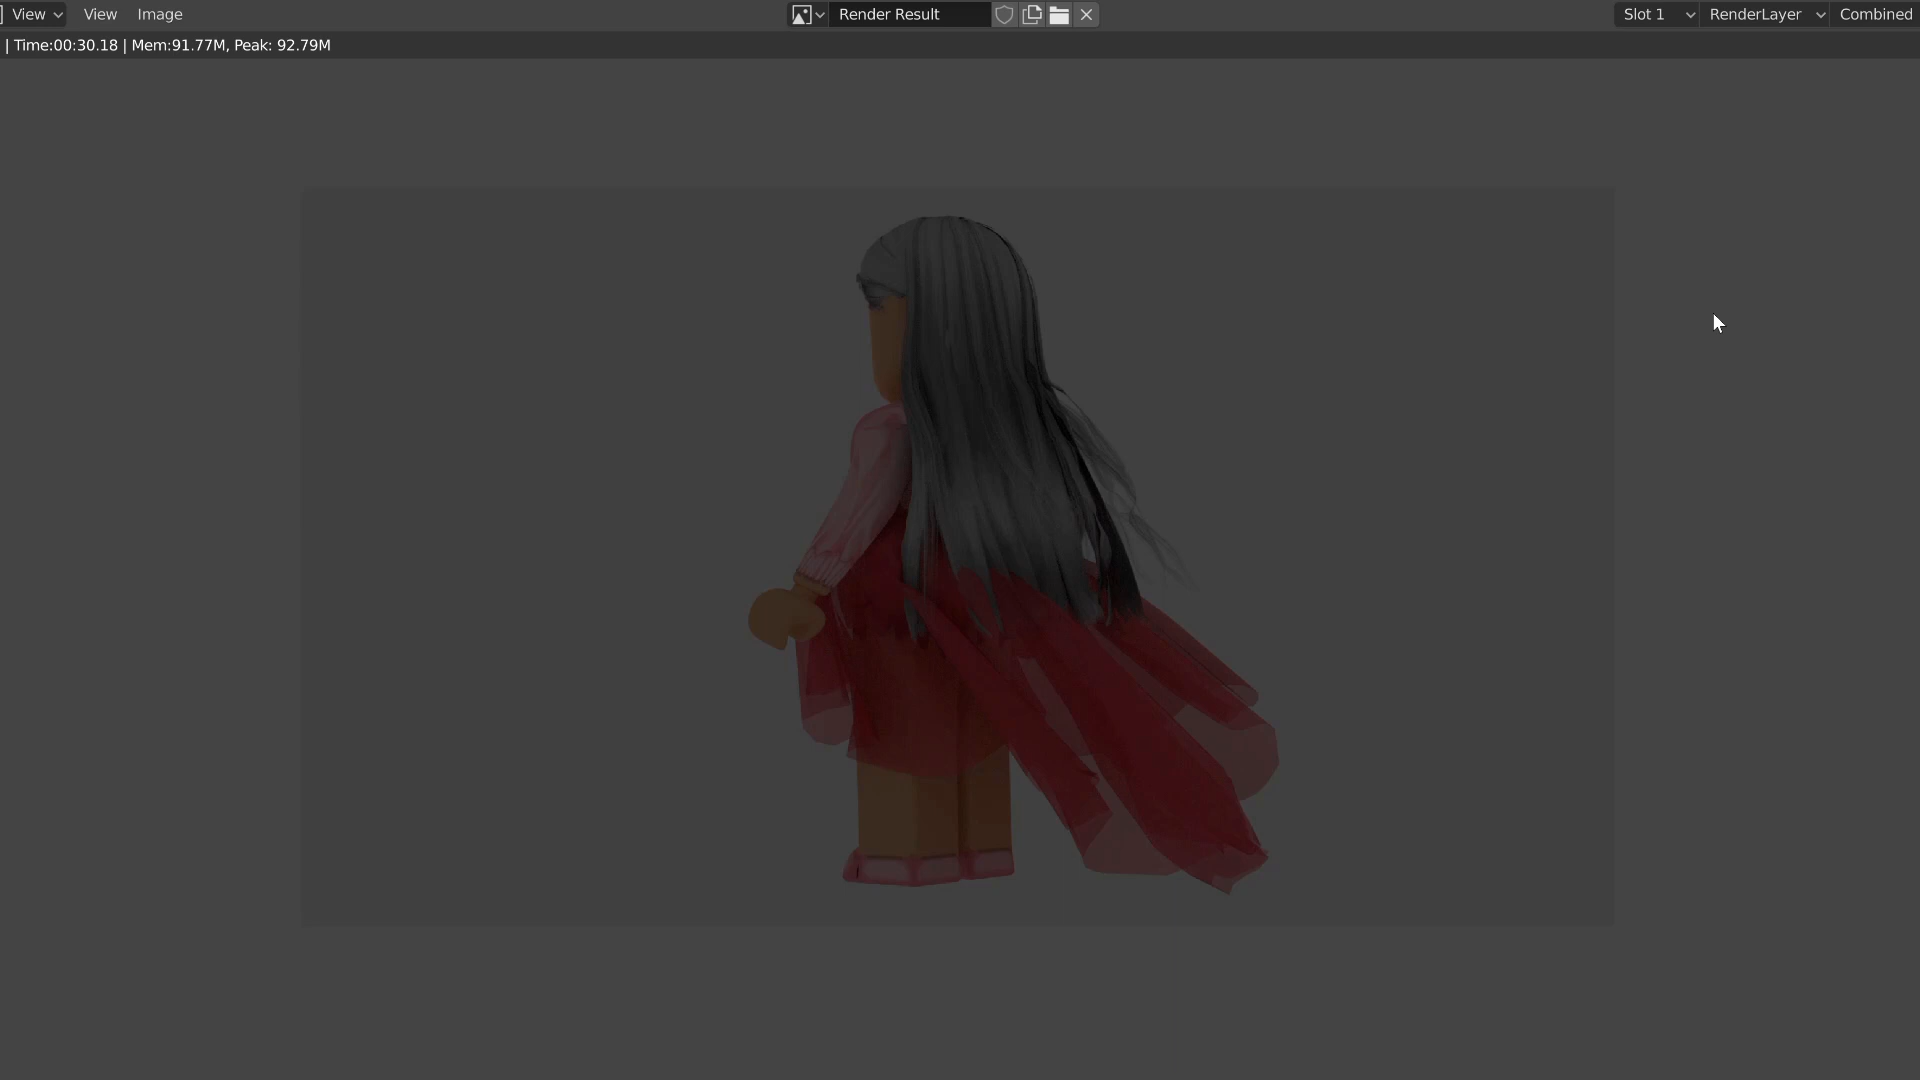 View View Image Render Result Slot 1 RenderLayer Combined
| Time:00:30.18 | Mem:91.77M, Peak: 92.79M